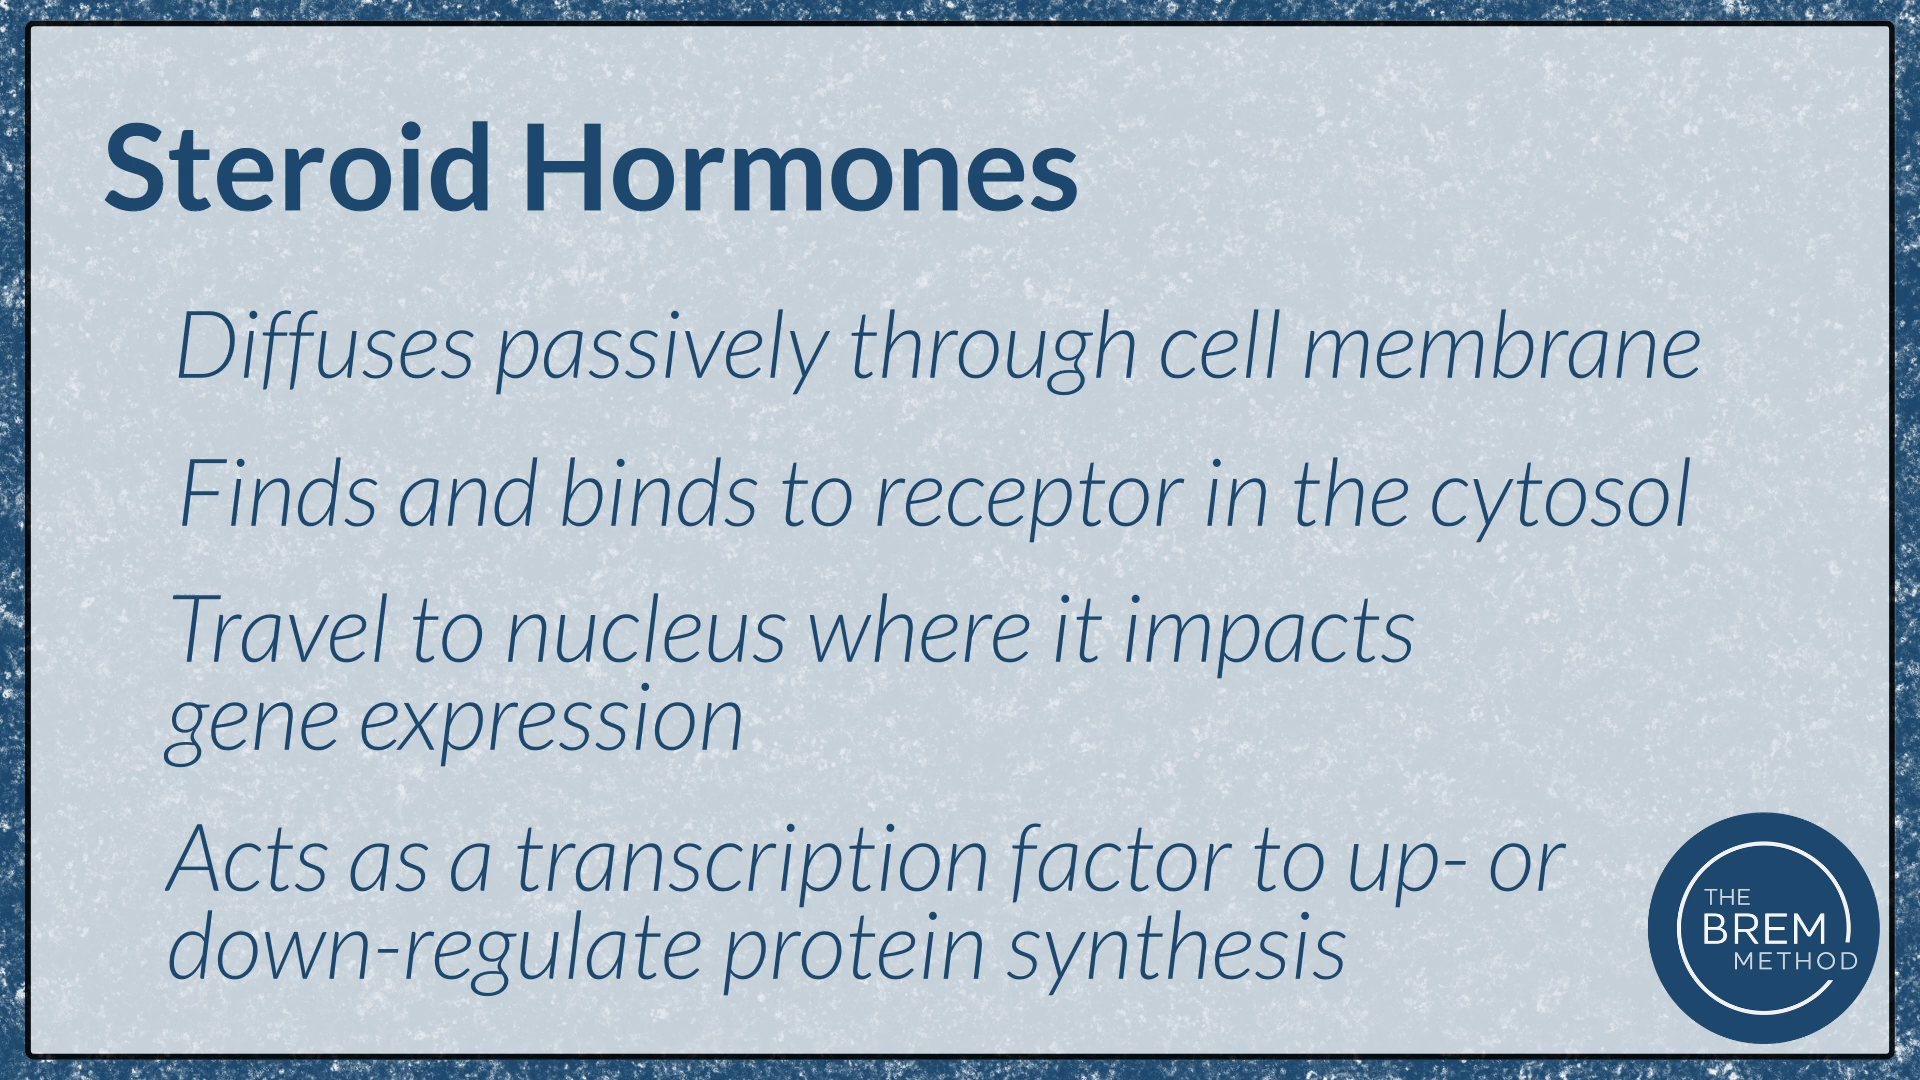 Steroid Hormones
Diffuses passively through cell membrane
Finds and binds to receptor in the cytosol
Travel to nucleus where it impacts
gene expression
Acts as a transcription factor to up- or
down-regulate protein synthesis
THE
BREM
METHOD